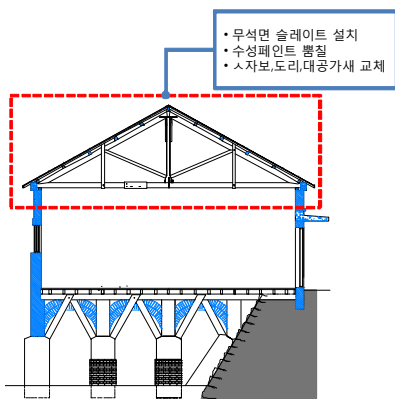 • 무석면 슬레이트 설치
• 수성페인트 뿜칠
• ㅅ자보,도리,대공가새 교체